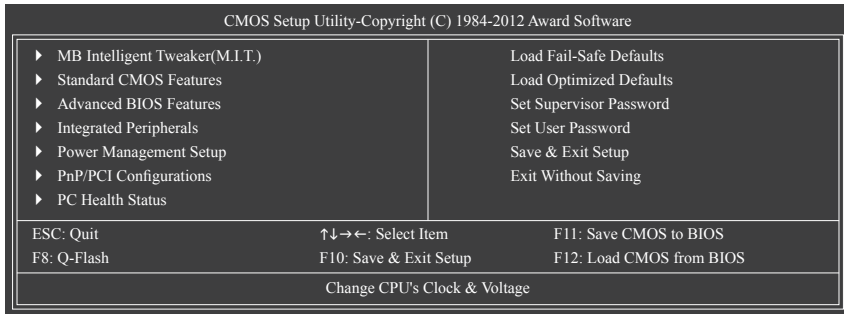 CMOS Setup Utility-Copyright (C) 1984-2012 Award Software
MB Intelligent Tweaker(M.I.T.)
Standard CMOS Features
Advanced BIOS Features
Integrated Peripherals
Power Management Setup
PnP/PCI Configurations
PC Health Status
Load Fail-Safe Defaults
Load Optimized Defaults
Set Supervisor Password
Set User Password
Save & Exit Setup
Exit Without Saving
ESC: Quit ↑↓→←: Select Item F11: Save CMOS to BIOS
F8: Q-Flash F10: Save & Exit Setup F12: Load CMOS from BIOS
Change CPU's Clock & Voltage